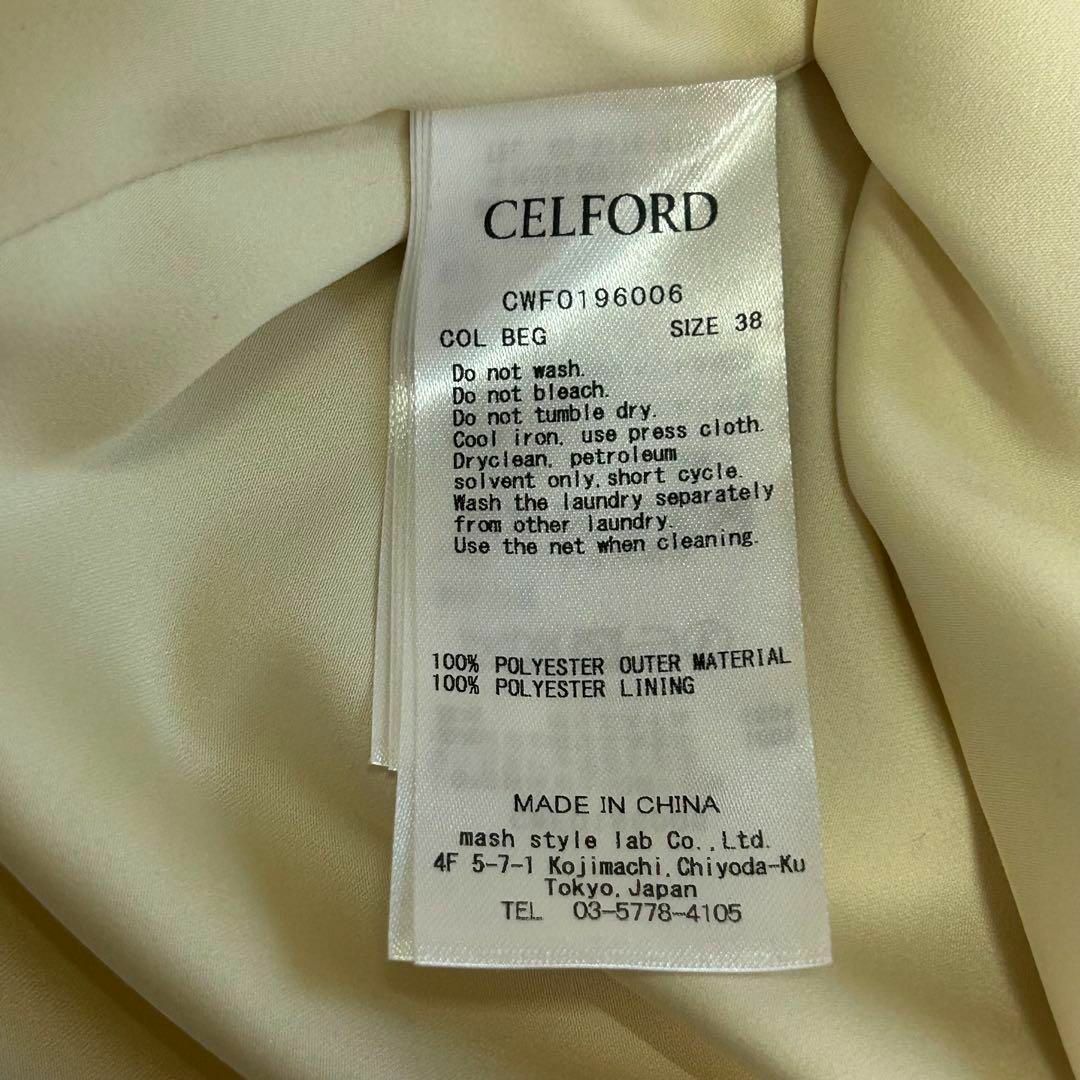 CELFORD
CWF0196006
COL BEG SIZE 38
Do not wash.
Do not bleach.
Do not tumble dry.
Cool iron, use press cloth.
Dryclean, petroleum
solvent only, short cycle.
Wash the laundry separately
from other laundry.
Use the net when cleaning.
100% POLYESTER OUTER MATERIAL
100% POLYESTER LINING
MADE IN CHINA
mash style lab Co.,Ltd.
4F 5-7-1 Kojimachi,Chiyoda-Ku
Tokyo,Japan
TEL 03-5778-4105